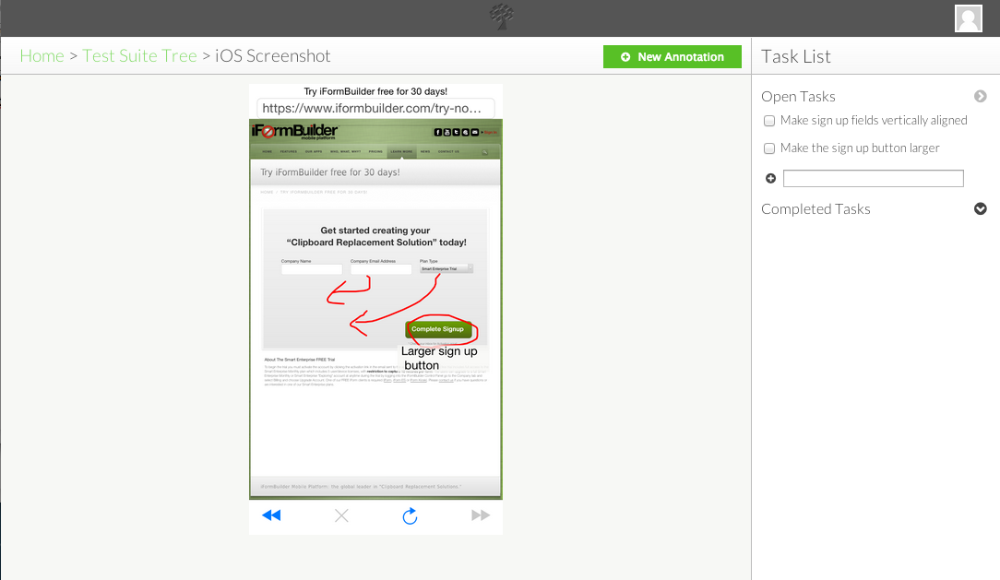 Home > Test Suite Tree > iOS Screenshot
New Annotation
Task List
Open Tasks
Make sign up fields vertically aligned
Make the sign up button larger
Completed Tasks
Try iFormBuilder free for 30 days!
https://www.iformbuilder.com/try-no...
iFormBuilder
mobile platform
HOME FEATURES OUR APPS WHO, WHAT, WHY? PRICING LEARN MORE NEWS CONTACT US
Try iFormBuilder free for 30 days!
HOME > TRY IFORMBUILDER FREE FOR 30 DAYS!
Get started creating your
“Clipboard Replacement Solution” today!
Company Name Company Email Address Plan Type
Smart Enterprise Trial
Complete Signup
Larger sign up
button
About The Smart Enterprise FREE Trial
iFormBuilder Mobile Platform: the global leader in "Clipboard Replacement Solutions."